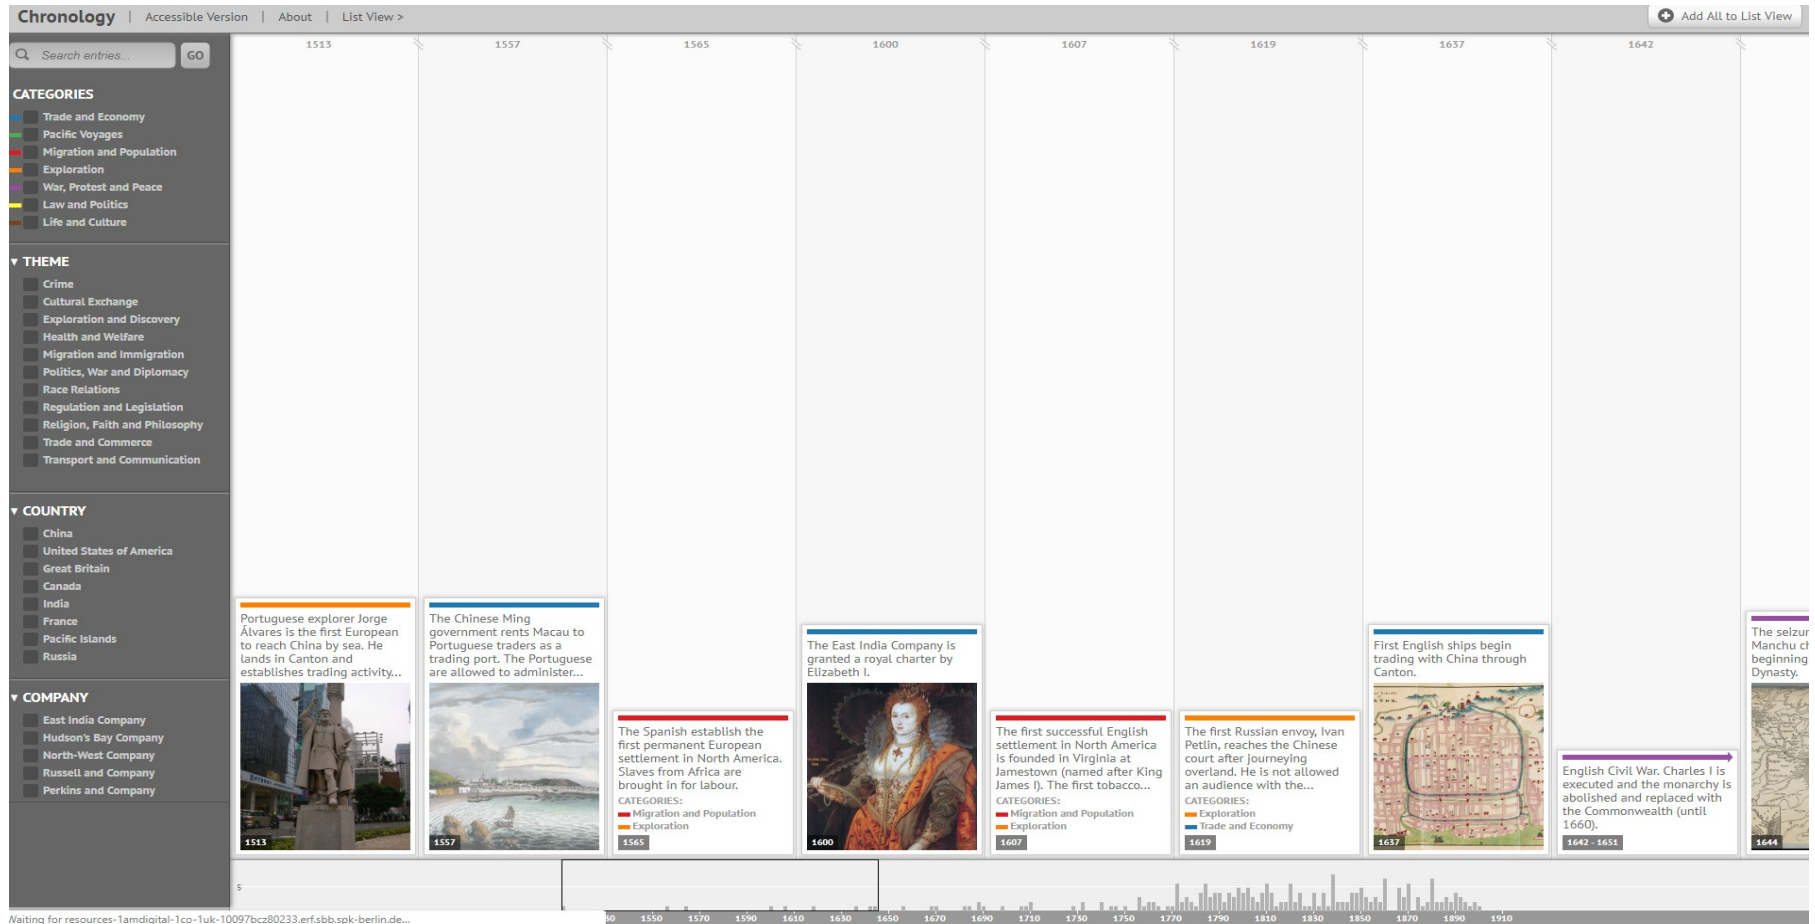 Chronology | Accessible Version | About | List View >
Add All to List View
Search entries...
GO
CATEGORIES
Trade and Economy
Pacific Voyages
Migration and Population
Exploration
War, Protest and Peace
Law and Politics
Life and Culture
▼ THEME
Crime
Cultural Exchange
Exploration and Discovery
Health and Welfare
Migration and Immigration
Politics, War and Diplomacy
Race Relations
Regulation and Legislation
Religion, Faith and Philosophy
Trade and Commerce
Transport and Communication
▼ COUNTRY
China
United States of America
Great Britain
Canada
India
France
Pacific Islands
Russia
▼ COMPANY
East India Company
Hudson's Bay Company
North-West Company
Russell and Company
Perkins and Company
1513 1557 1565 1600 1607 1619 1637 1642
Portuguese explorer Jorge
Álvares is the first European
to reach China by sea. He
lands in Canton and
establishes trading activity...
1513
The Chinese Ming
government rents Macau to
Portuguese traders as a
trading port. The Portuguese
are allowed to administer...
1557
The Spanish establish the
first permanent European
settlement in North America.
Slaves from Africa are
brought in for labour.
CATEGORIES:
Migration and Population
Exploration
1565
The East India Company is
granted a royal charter by
Elizabeth I.
1600
The first successful English
settlement in North America
is founded in Virginia at
Jamestown (named after King
James I). The first tobacco...
CATEGORIES:
Migration and Population
Exploration
1607
The first Russian envoy, Ivan
Petlin, reaches the Chinese
court after journeying
overland. He is not allowed
an audience with the...
CATEGORIES:
Exploration
Trade and Economy
1619
First English ships begin
trading with China through
Canton.
1637
English Civil War. Charles I is
executed and the monarchy is
abolished and replaced with
the Commonwealth (until
1660).
1642 - 1651
The seizur
Manchu ch
beginning
Dynasty.
1644
5
30 1550 1570 1590 1610 1630 1650 1670 1690 1710 1730 1750 1770 1790 1810 1830 1850 1870 1890 1910
Waiting for resources-1amdigital-1co-1uk-10097bcz80233.erf.sbb.spk-berlin.de...